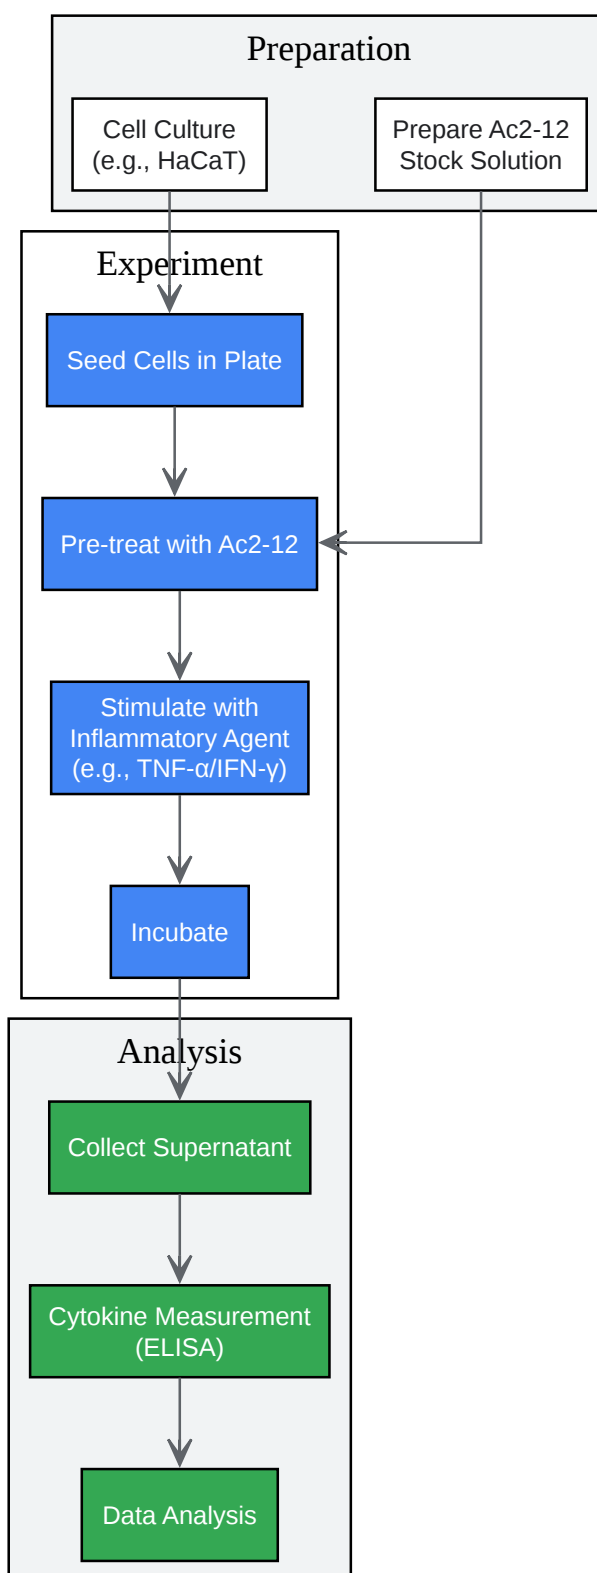 Preparation
Cell Culture
(e.g., HaCaT)
Prepare Ac2-12
Stock Solution
Experiment
Seed Cells in Plate
Pre-treat with Ac2-12
Stimulate with
Inflammatory Agent
(e.g., TNF-α/IFN-γ)
Incubate
Analysis
Collect Supernatant
Cytokine Measurement
(ELISA)
Data Analysis